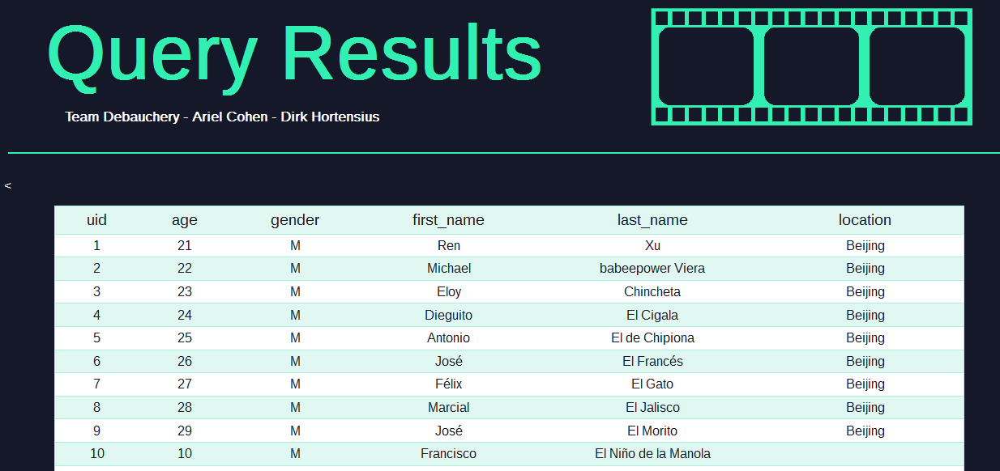 Query Results
Team Debauchery - Ariel Cohen - Dirk Hortensius
<
uid age gender first_name last_name location
1 21 M Ren Xu Beijing
2 22 M Michael babeepower Viera Beijing
3 23 M Eloy Chincheta Beijing
4 24 M Dieguito El Cigala Beijing
5 25 M Antonio El de Chipiona Beijing
6 26 M José El Francés Beijing
7 27 M Félix El Gato Beijing
8 28 M Marcial El Jalisco Beijing
9 29 M José El Morito Beijing
10 10 M Francisco El Niño de la Manola